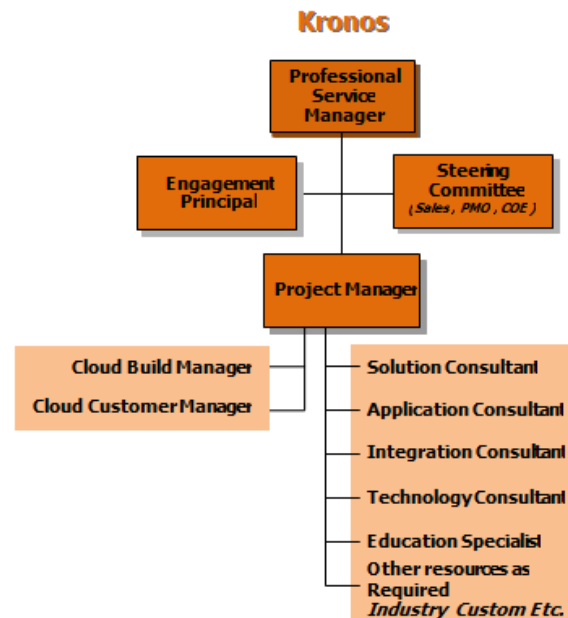 Kronos
Professional
Service
Manager
Engagement
Principal
Steering
Committee
(Sales, PMO, COE)
Project Manager
Cloud Build Manager
Cloud Customer Manager
Solution Consultant
Application Consultant
Integration Consultant
Technology Consultant
Education Specialist
Other resources as
Required
Industry Custom Etc.